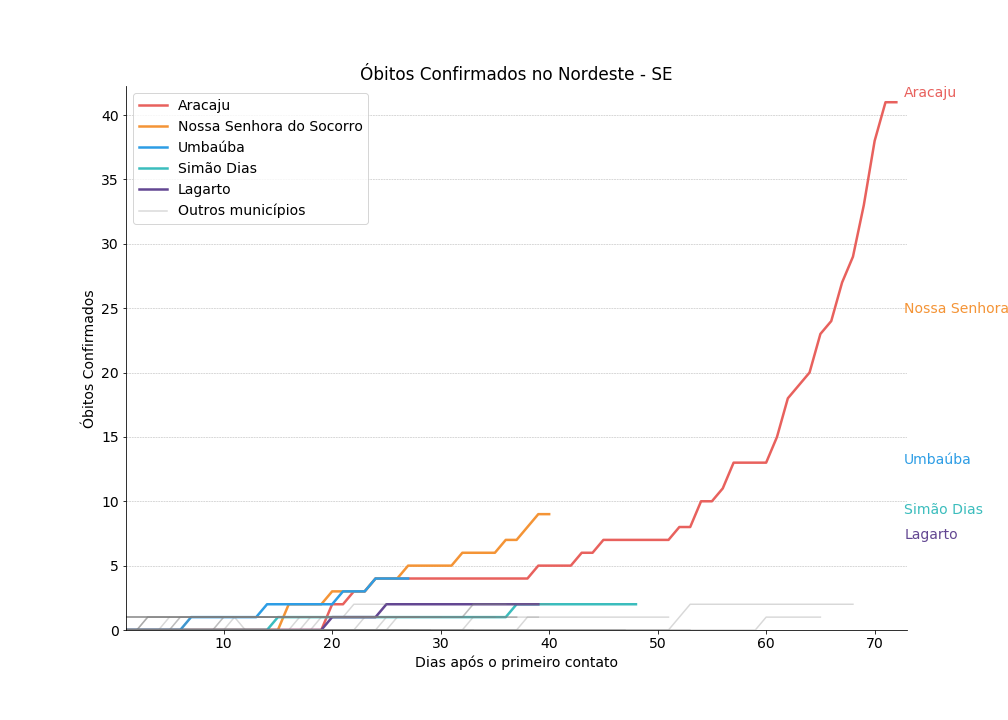 Óbitos Confirmados no Nordeste - SE
Aracaju
Nossa Senhora do Socorro
Umbaúba
Simão Dias
Lagarto
Outros municípios
Aracaju
Nossa Senhora
Umbaúba
Simão Dias
Lagarto
Óbitos Confirmados
40
35
30
25
20
15
10
5
0
10 20 30 40 50 60 70
Dias após o primeiro contato